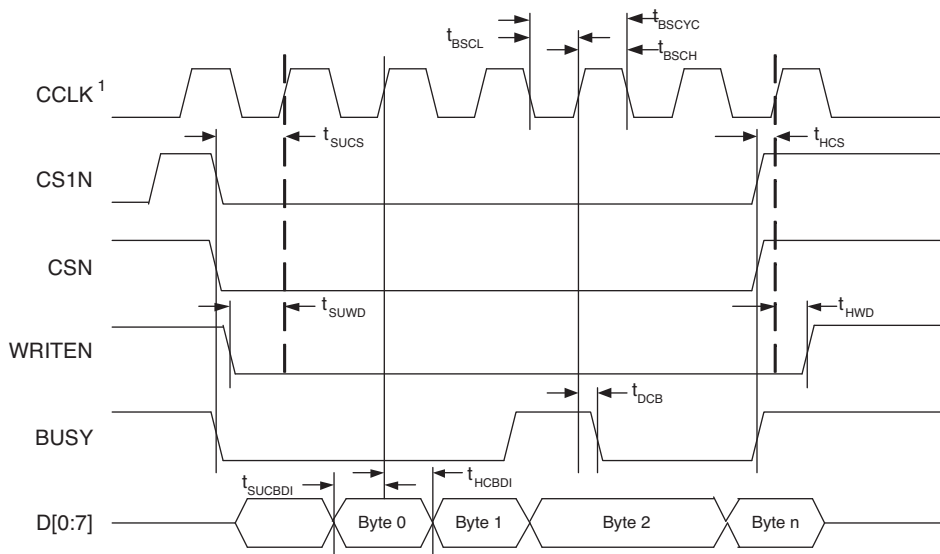 t_BSCYC
t_BSCL
t_BSCH
CCLK ¹
t_SUCS
t_HCS
CS1N
CSN
t_SUWD
t_HWD
WRITEN
t_DCB
BUSY
t_SUCBDI
t_HCBDI
D[0:7]
Byte 0
Byte 1
Byte 2
Byte n